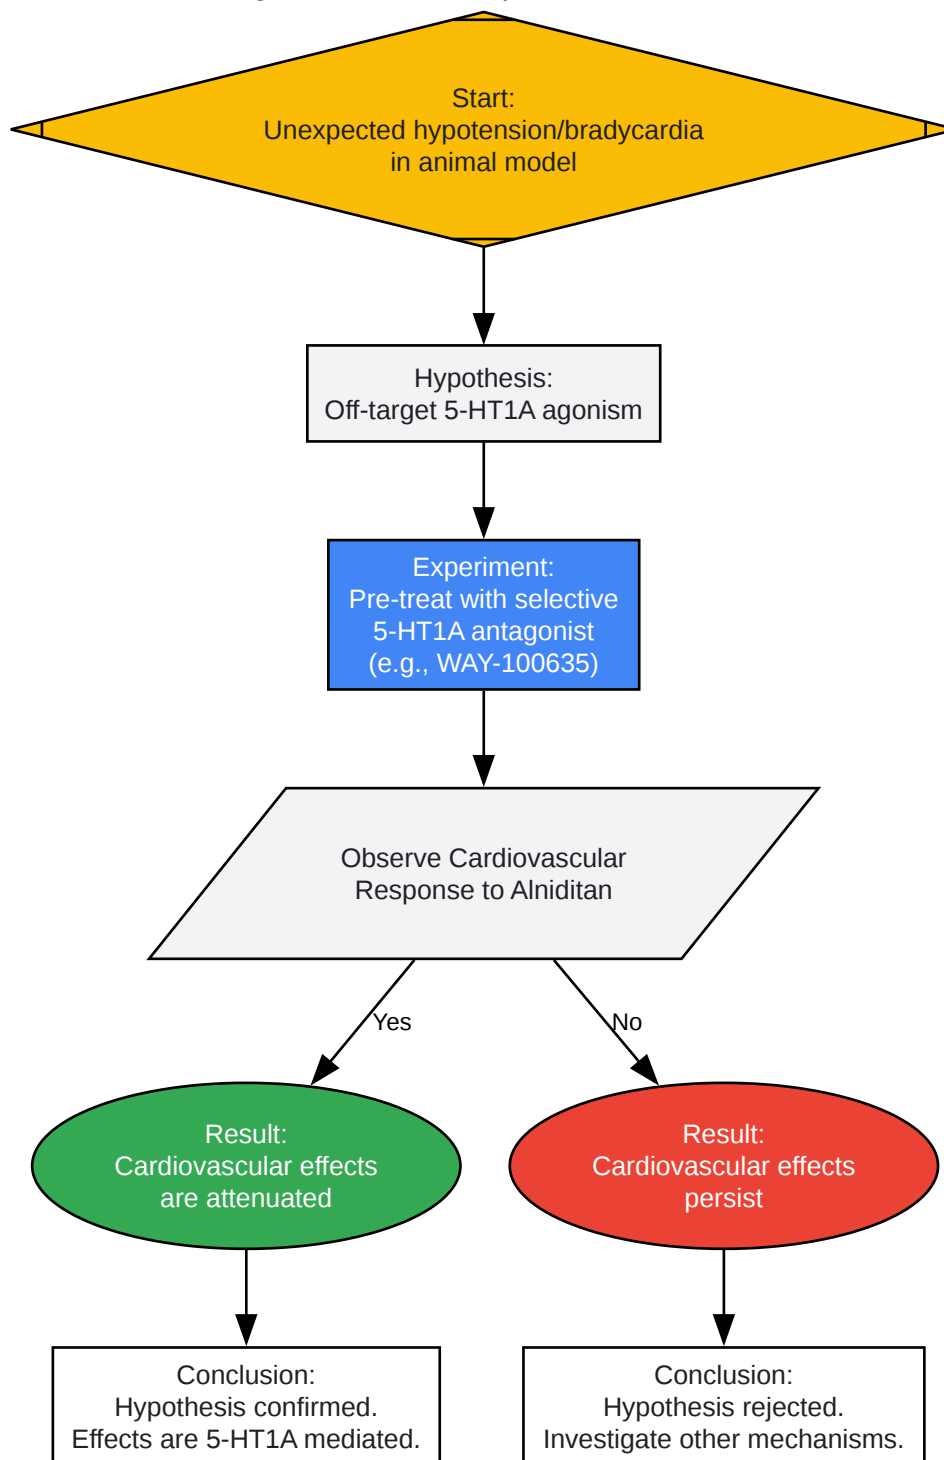 Start:
Unexpected hypotension/bradycardia
in animal model
Hypothesis:
Off-target 5-HT1A agonism
Experiment:
Pre-treat with selective
5-HT1A antagonist
(e.g., WAY-100635)
Observe Cardiovascular
Response to Alniditan
Yes
No
Result:
Cardiovascular effects
are attenuated
Result:
Cardiovascular effects
persist
Conclusion:
Hypothesis confirmed.
Effects are 5-HT1A mediated.
Conclusion:
Hypothesis rejected.
Investigate other mechanisms.